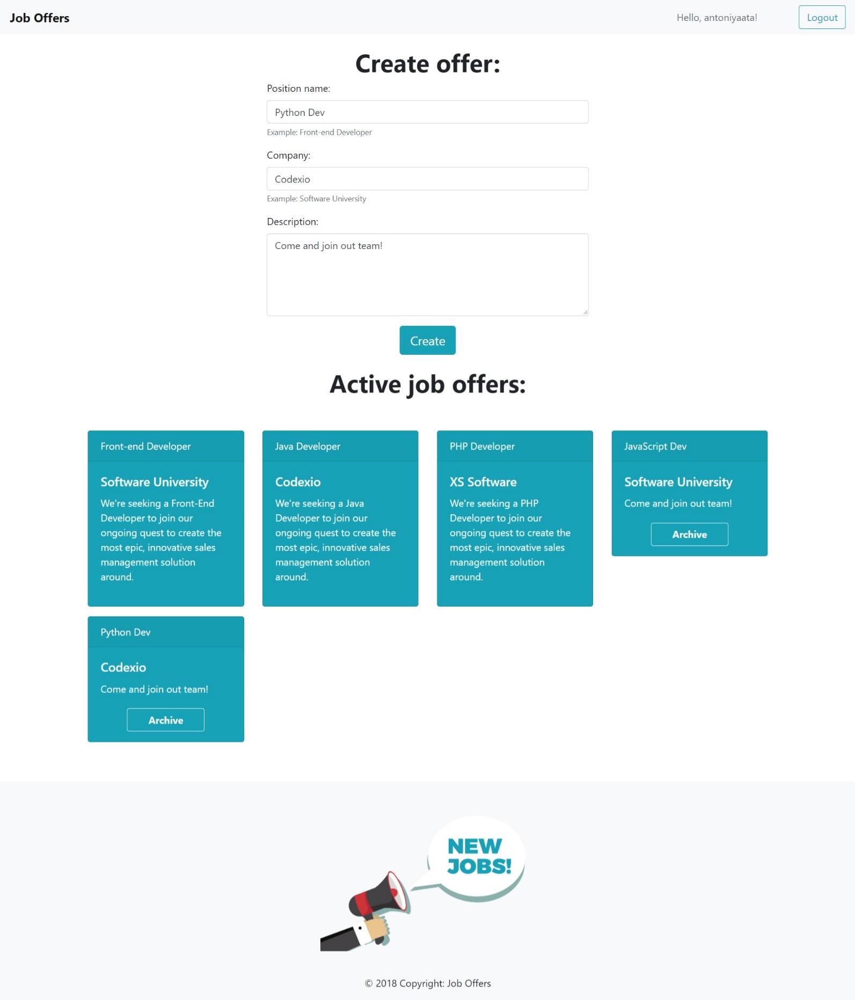 Job Offers
Hello, antoniyaata!
Logout
Create offer:
Position name:
Python Dev
Example: Front-end Developer
Company:
Codexio
Example: Software University
Description:
Come and join out team!
Create
Active job offers:
Front-end Developer
Software University
We're seeking a Front-End
Developer to join our
ongoing quest to create the
most epic, innovative sales
management solution
around.
Java Developer
Codexio
We're seeking a Java
Developer to join our
ongoing quest to create the
most epic, innovative sales
management solution
around.
PHP Developer
XS Software
We're seeking a PHP
Developer to join our
ongoing quest to create the
most epic, innovative sales
management solution
around.
JavaScript Dev
Software University
Come and join out team!
Archive
Python Dev
Codexio
Come and join out team!
Archive
NEW
JOBS!
© 2018 Copyright: Job Offers